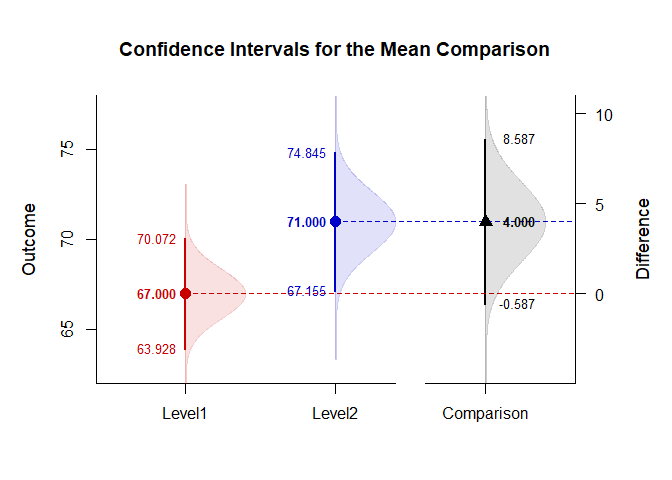 Confidence Intervals for the Mean Comparison
Outcome
75
70
65
70.072
67.000
63.928
74.845
71.000
67.155
8.587
4.000
-0.587
10
5
0
Difference
Level1
Level2
Comparison